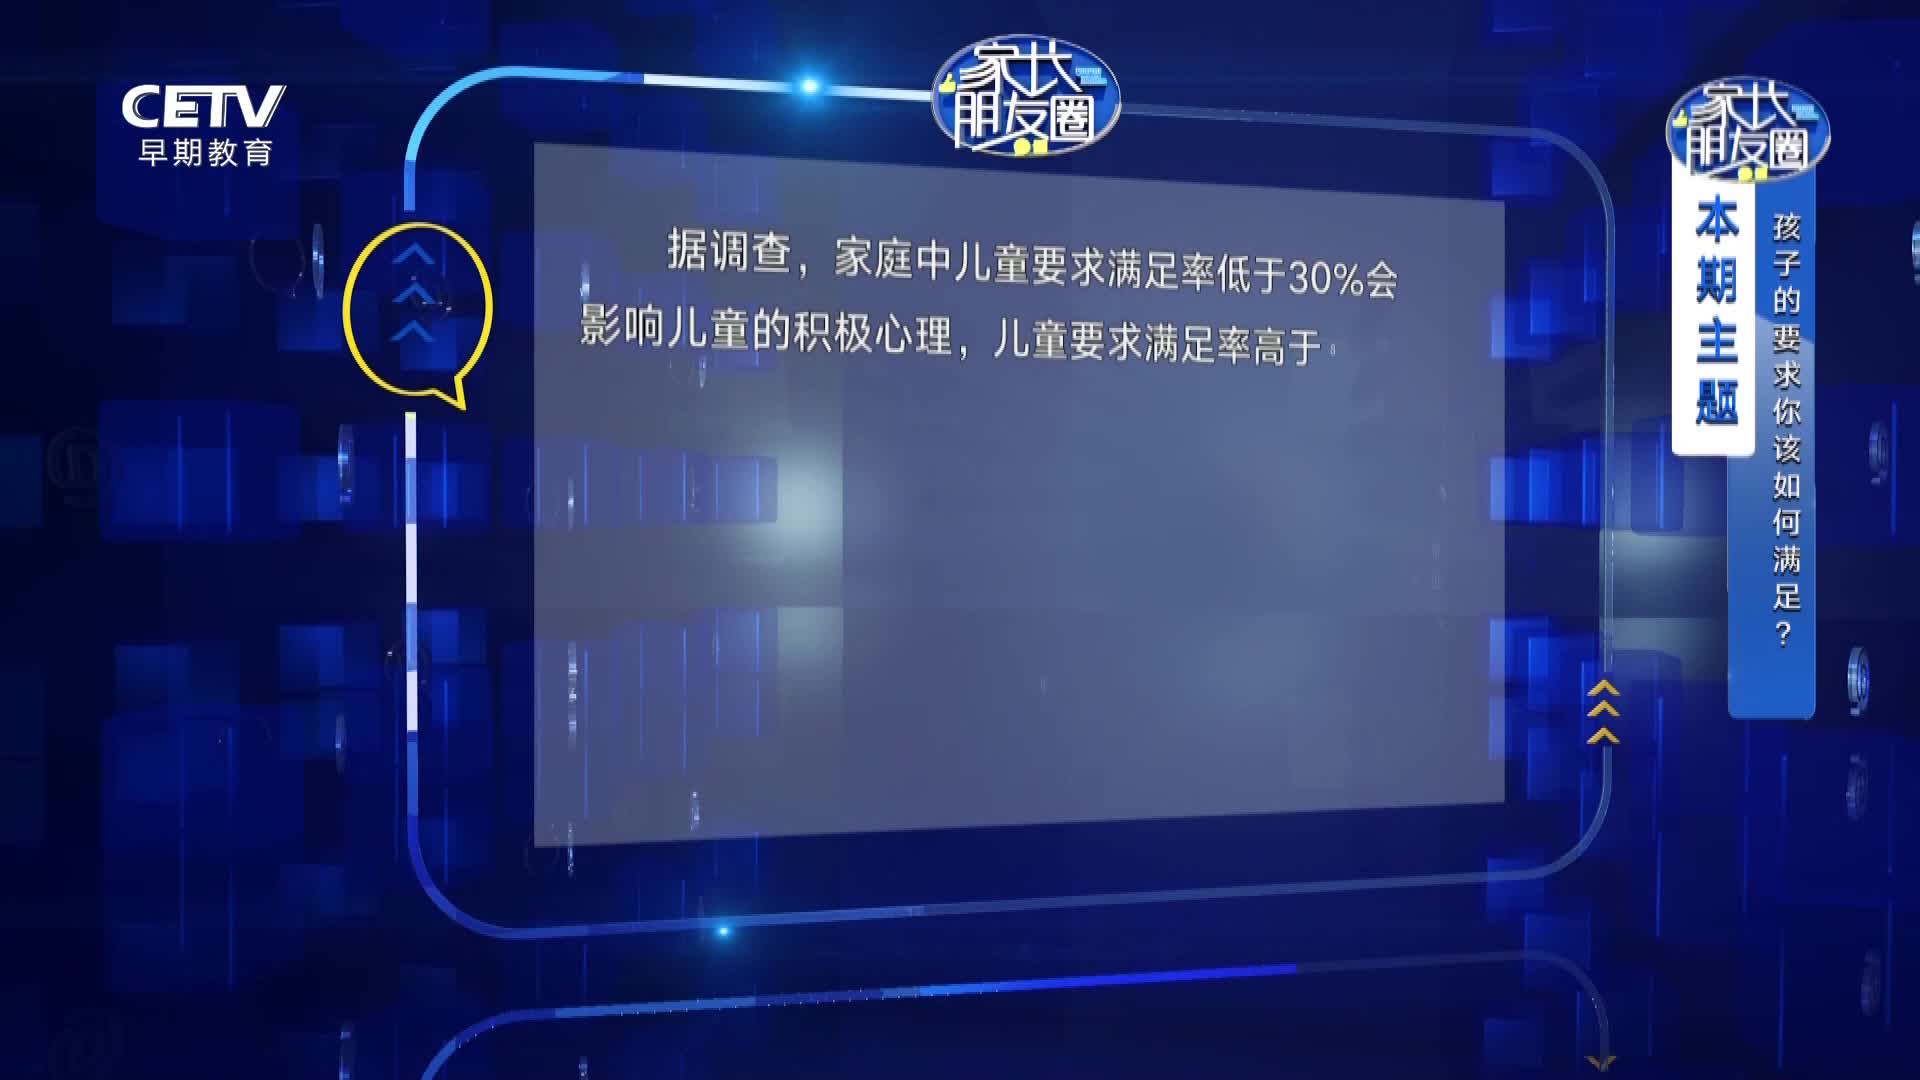 CETV
早期教育
家长
朋友圈
据调查，家庭中儿童要求满足率低于30%会
影响儿童的积极心理，儿童要求满足率高于
家长
朋友圈
本期主题
孩子的要求你该如何满足？